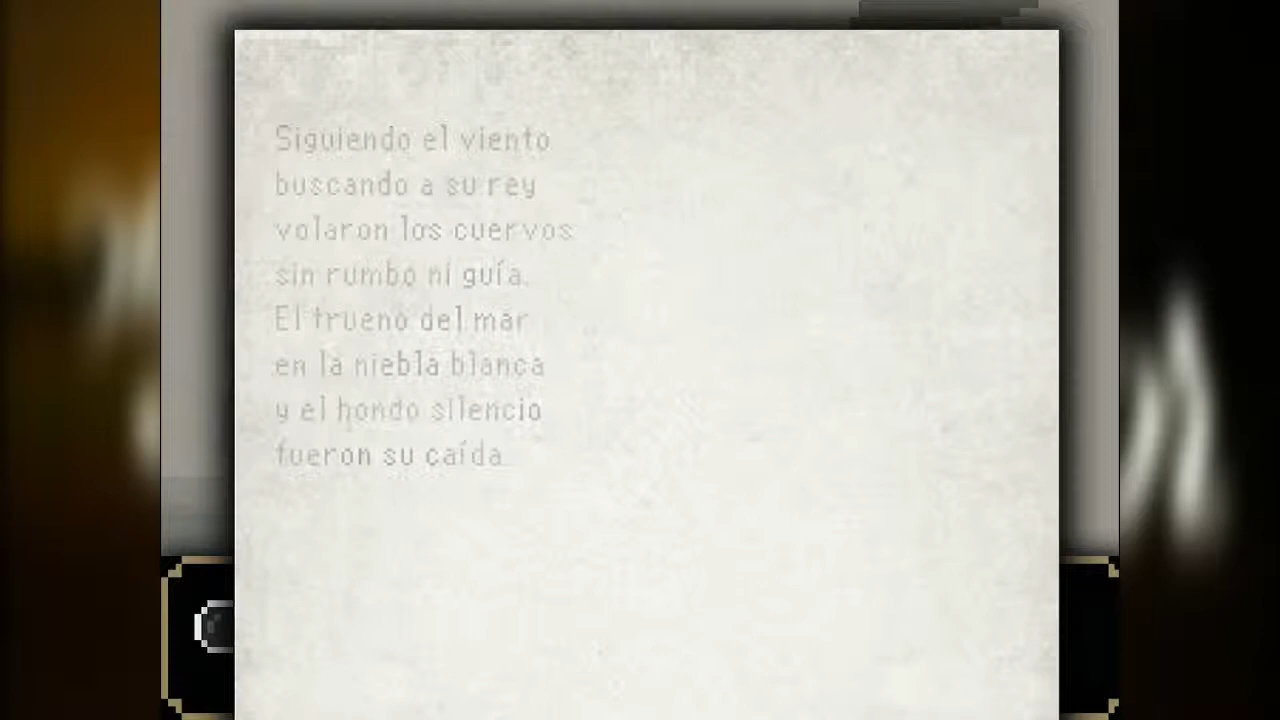 Siguiendo el viento
buscando a su rey
volaron los cuervos
sin rumbo ni guía.
El trueno del mar
en la niebla blanca
y el hondo silencio
fueron su caída.